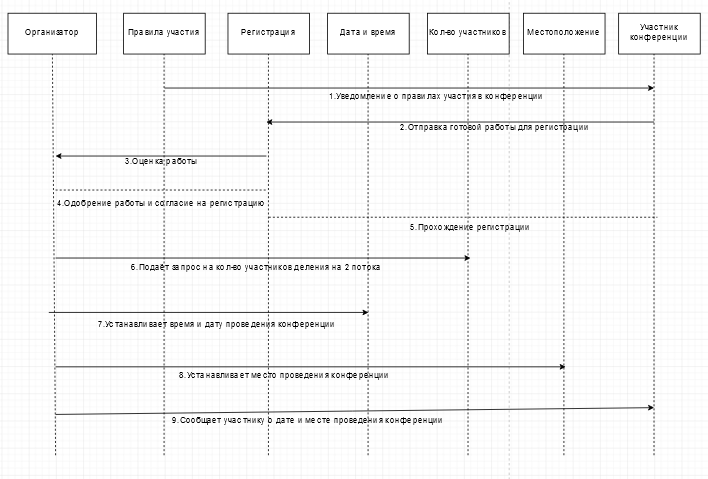 Организатор
Правила участия
Регистрация
Дата и время
Кол-во участников
Местоположение
Участник
конференции
1.Уведомление о правилах участия в конференции
2.Отправка готовой работы для регистрации
3.Оценка работы
4.Одобрение работы и согласие на регистрацию
5.Прохождение регистрации
6.Подаёт запрос на кол-во участников деления на 2 потока
7.Устанавливает время и дату проведения конференции
8.Устанавливает место проведения конференции
9.Сообщает участнику о дате и месте проведения конференции